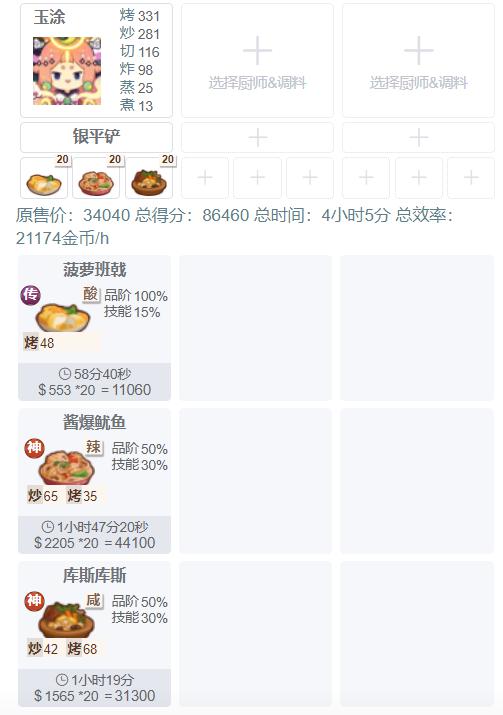 玉涂
烤 331
炒 281
切 116
炸 98
蒸 25
煮 13
选择厨师&调料
选择厨师&调料
银平铲
20 20 20
原售价：34040 总得分：86460 总时间：4小时5分 总效率：
21174金币/h
菠萝班戟
传 酸 品阶 100%
技能 15%
烤 48
58分40秒
$ 553 *20 = 11060
酱爆鱿鱼
神 辣 品阶 50%
技能 30%
炒 65 烤 35
1小时47分20秒
$ 2205 *20 = 44100
库斯库斯
神 咸 品阶 50%
技能 30%
炒 42 烤 68
1小时19分
$ 1565 *20 = 31300